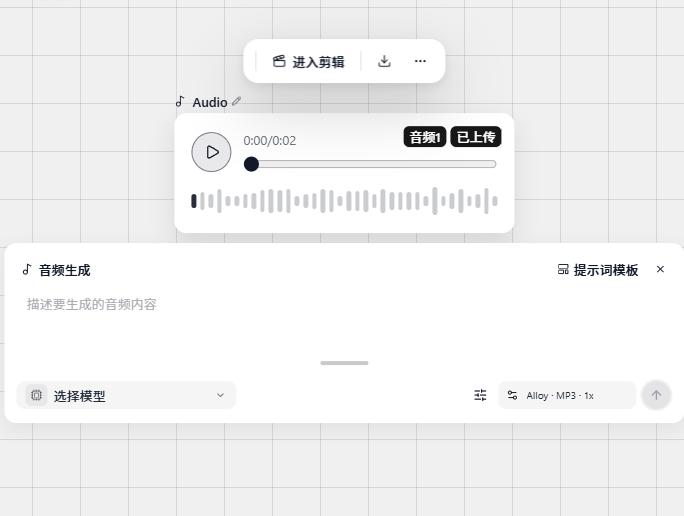 进入剪辑
Audio
0:00/0:02
音频1 已上传
音频生成
提示词模板
描述要生成的音频内容
选择模型
Alloy · MP3 · 1x